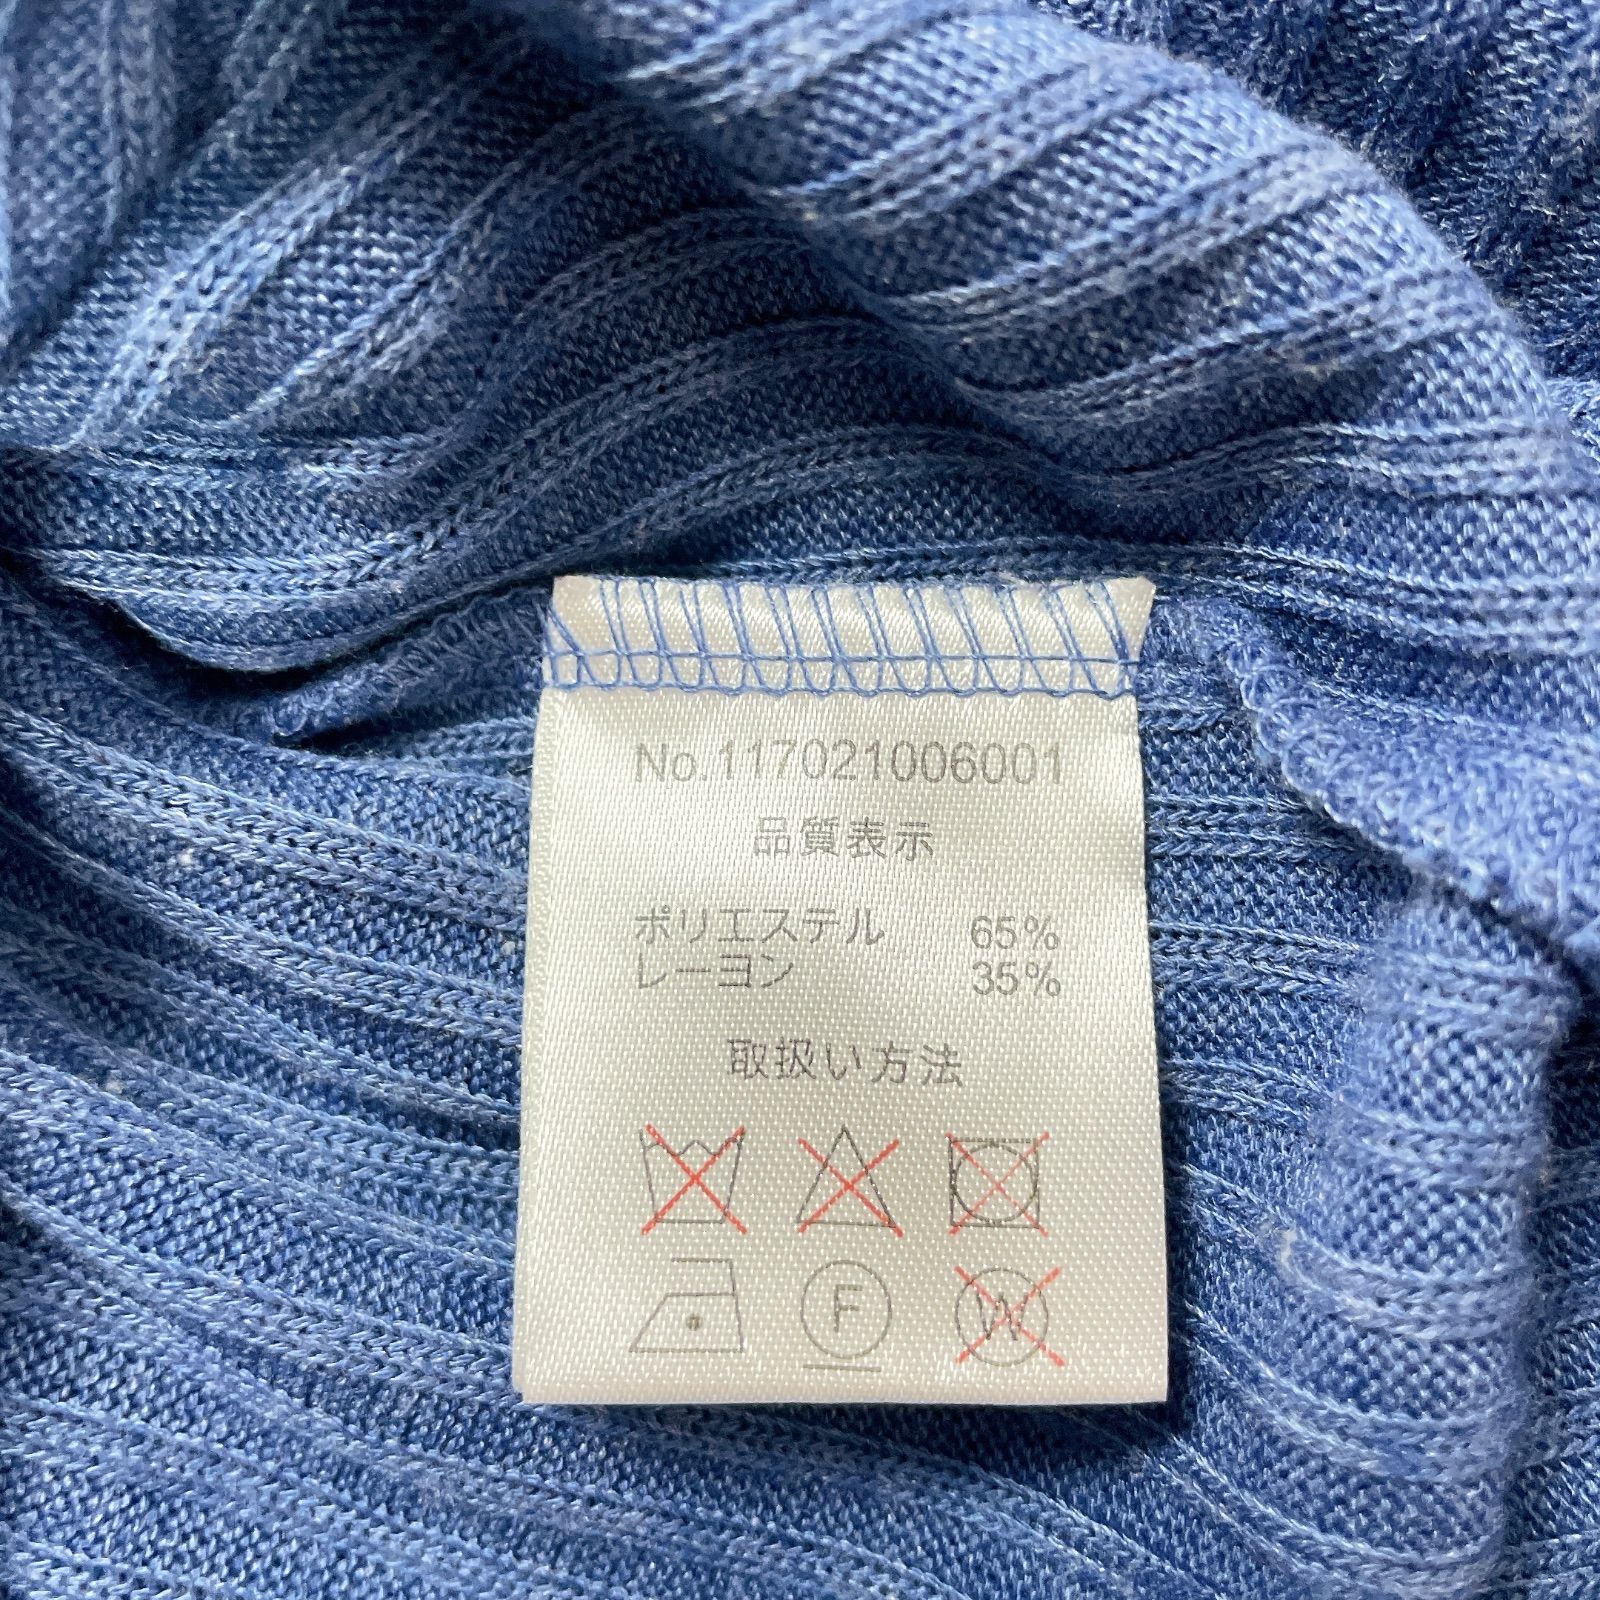 No.117021006001
品質表示
ポリエステル 65%
レーヨン 35%
取扱い方法
F W